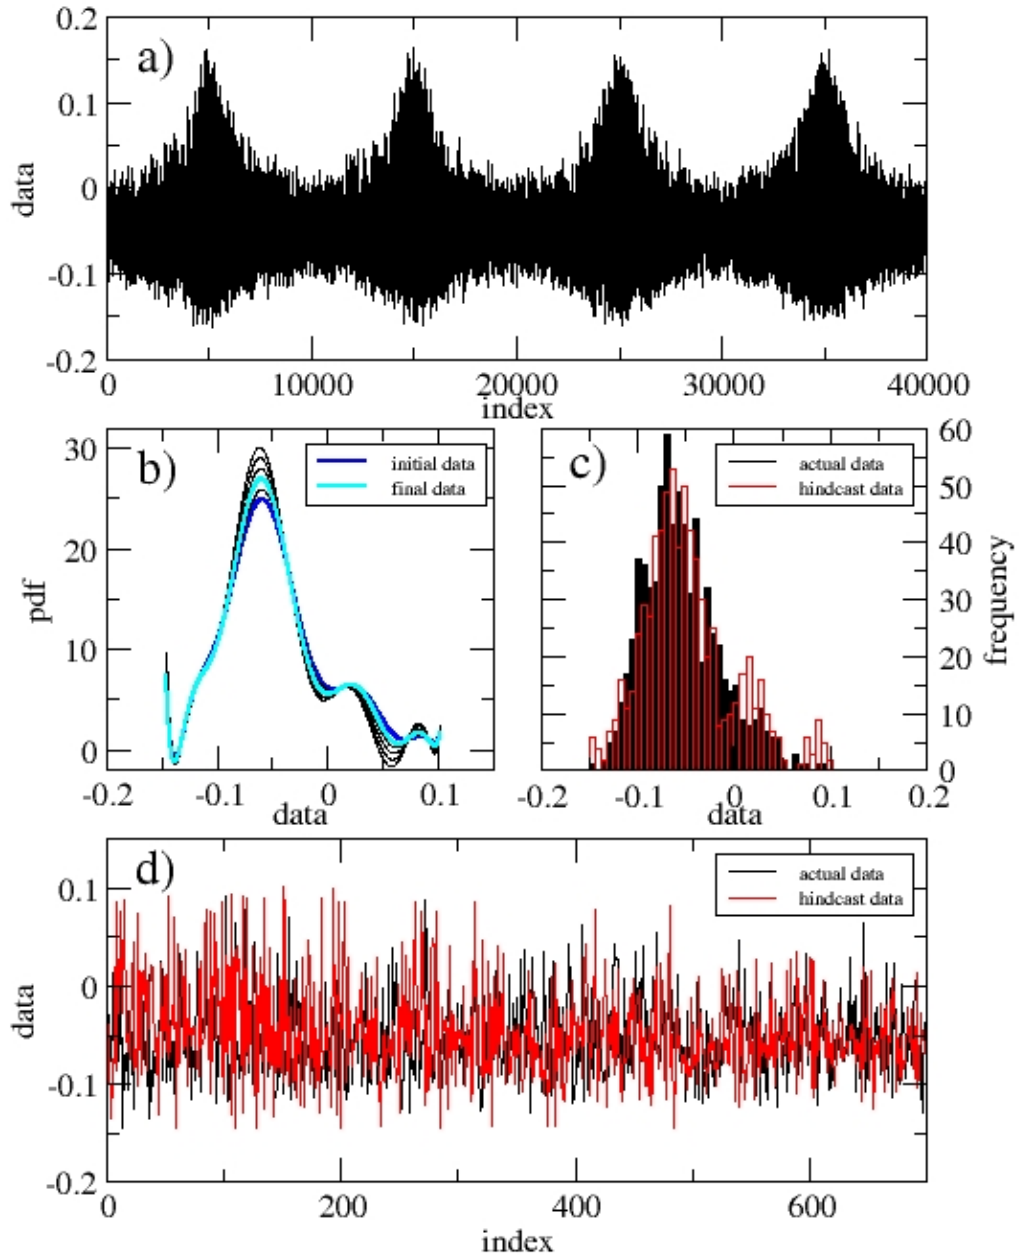 0.2
a)
0.1
0
-0.1
-0.2
data
0 10000 20000 30000 40000
index
30
20
10
0
pdf
b)
initial data
final data
-0.2 -0.1 0 0.1
data
c)
actual data
hindcast data
60
50
40
30
20
10
0
frequency
-0.2 -0.1 0 0.1 0.2
data
d)
actual data
hindcast data
0.1
0
-0.1
-0.2
data
0 200 400 600
index